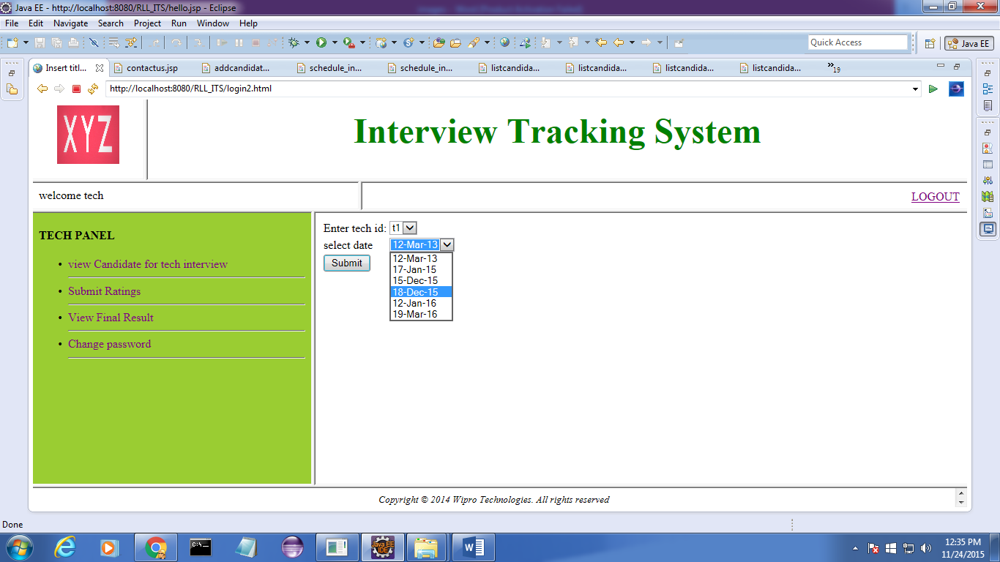 Java EE - http://localhost:8080/RLL_ITS/hello.jsp - Eclipse
File Edit Navigate Search Project Run Window Help
Quick Access
Java EE
Insert titl...
contactus.jsp
addcandidat...
schedule_in...
schedule_in...
listcandida...
listcandida...
listcandida...
listcandida...
»19
http://localhost:8080/RLL_ITS/login2.html
XYZ
Interview Tracking System
welcome tech
LOGOUT
TECH PANEL
• view Candidate for tech interview
• Submit Ratings
• View Final Result
• Change password
Enter tech id: t1
select date 12-Mar-13
Submit
12-Mar-13
17-Jan-15
15-Dec-15
18-Dec-15
12-Jan-16
19-Mar-16
Copyright © 2014 Wipro Technologies. All rights reserved
Done
Java EE
IDE
12:35 PM
11/24/2015